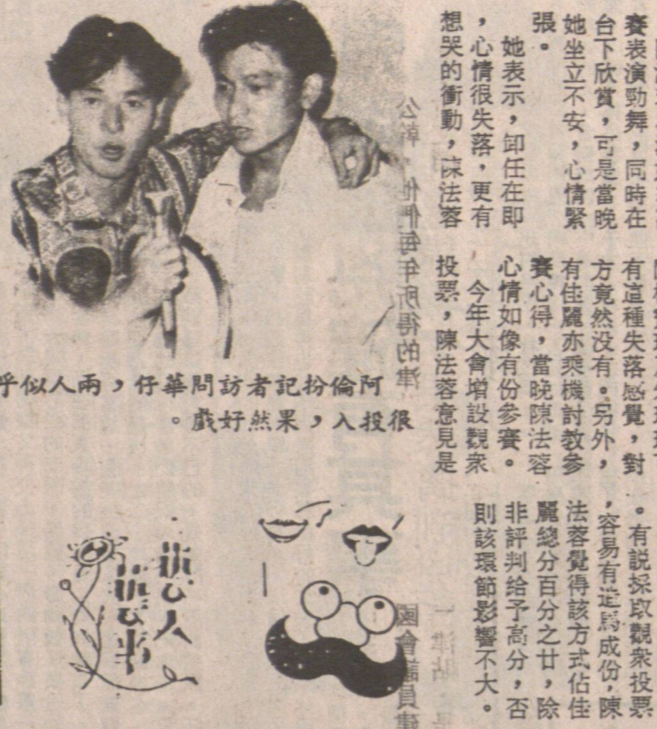 賽表演勁舞，同時在
台下欣賞，可是當晚
她坐立不安，心情緊
張。
她表示，卸任在即
，心情很失落，更有
想哭的衝動，陳法蓉
有這種失落感覺，對
方竟然没有。另外，
有佳麗亦乘機討教參
賽心得，當晚陳法蓉
心情如像有份參賽。
今年大會增設觀衆
投票，陳法蓉意見是
。有説採取觀衆投票
，容易有造馬成份，陳
法蓉覺得該方式佔佳
麗總分百分之廿，除
非評判给予高分，否
則該環節影響不大。
阿倫扮記者訪問華仔，兩人似乎
很投入，果然好戲。